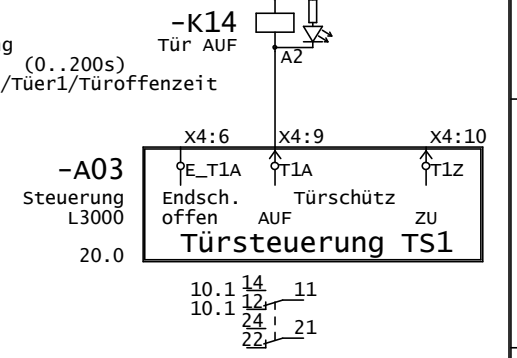 -K14
Tür AUF
g
(0..200s)
/Tüer1/Türoffenzeit
A2
X4:6 X4:9 X4:10
-A03
E_T1A T1A T1Z
Steuerung Endsch. Türschütz
L3000 offen AUF ZU
Türsteuerung TS1
20.0
10.1 14 11
10.1 12
24
22 21